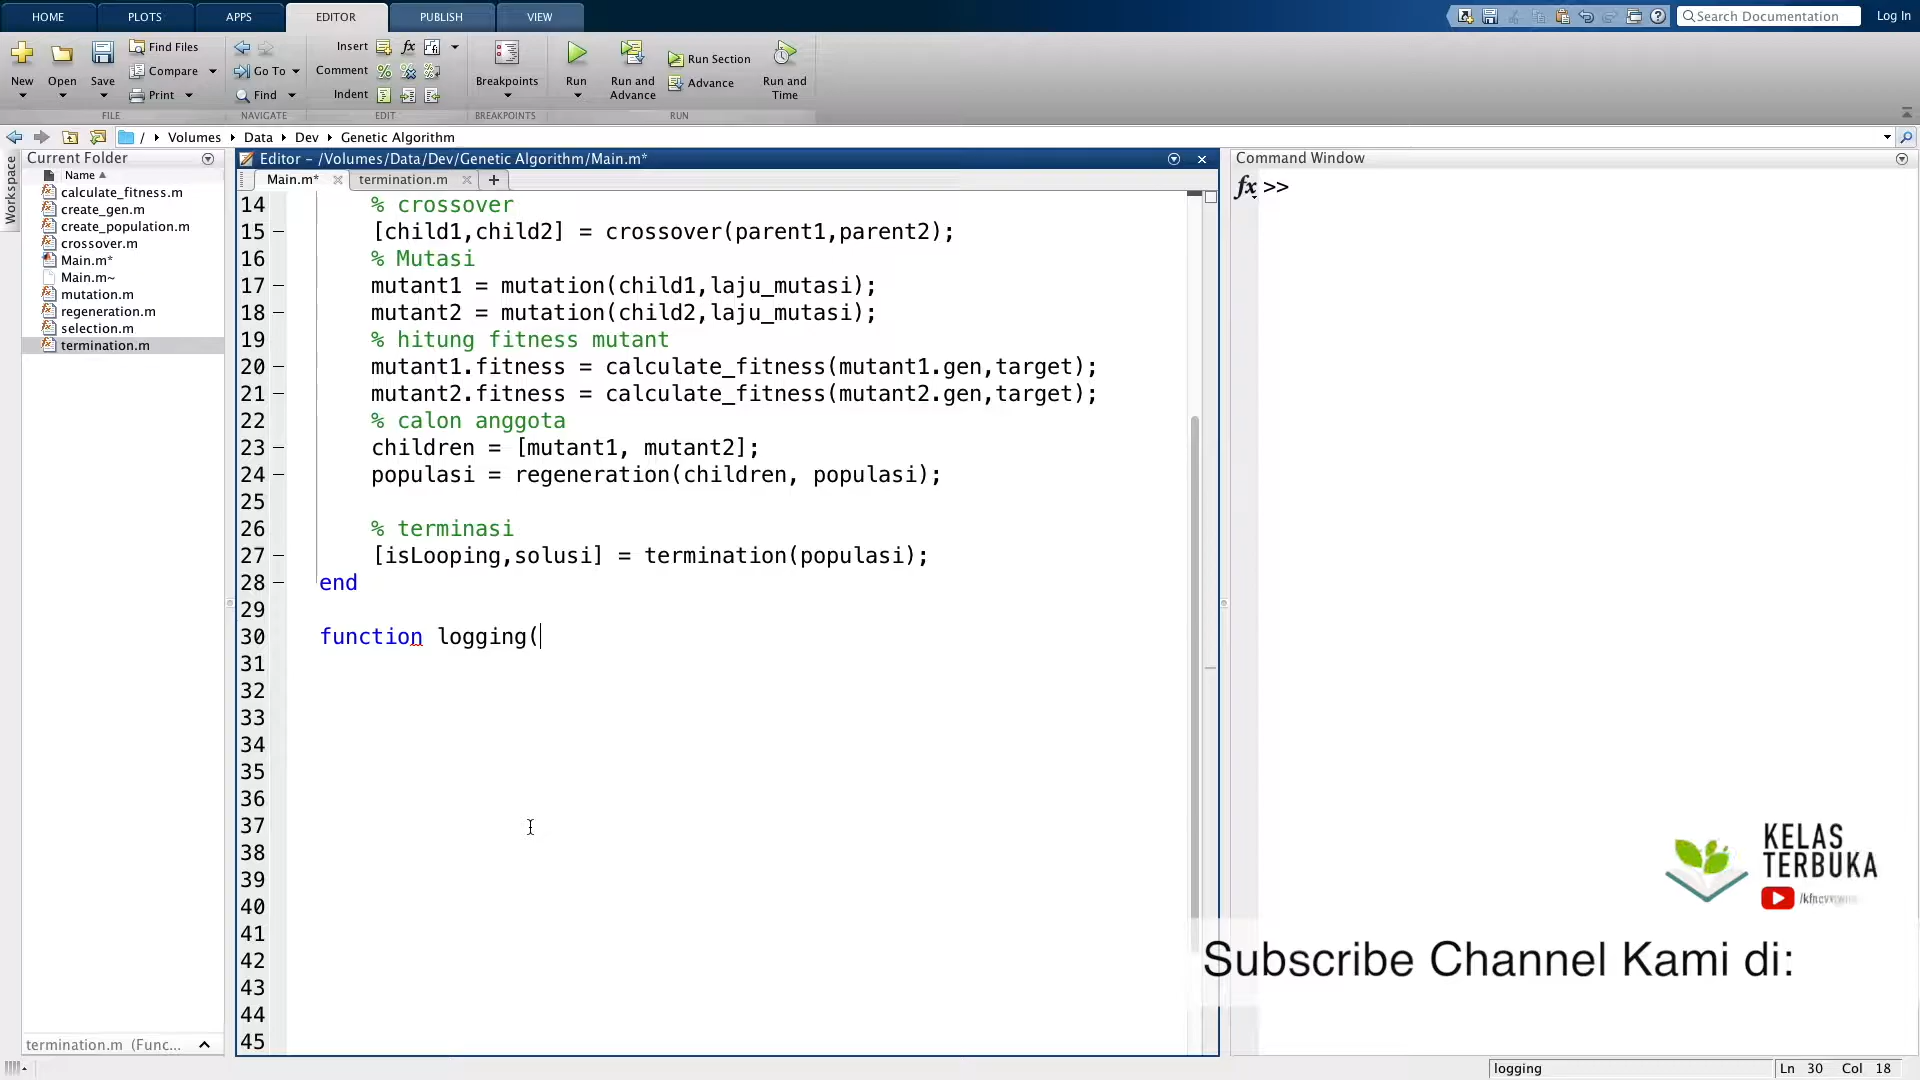 HOME PLOTS APPS EDITOR PUBLISH VIEW
Search Documentation Log In
New Open Save
Find Files
Compare
Print
FILE
Go To
Find
NAVIGATE
Insert
Comment
Indent
EDIT
Breakpoints
BREAKPOINTS
Run
Run and Advance
Run Section
Advance
Run and Time
RUN
/ Volumes Data Dev Genetic Algorithm
Workspace
Current Folder
Name
calculate_fitness.m
create_gen.m
create_population.m
crossover.m
Main.m*
Main.m~
mutation.m
regeneration.m
selection.m
termination.m
termination.m (Func...
Editor - /Volumes/Data/Dev/Genetic Algorithm/Main.m*
Main.m* termination.m
14 % crossover
15 [child1,child2] = crossover(parent1,parent2);
16 % Mutasi
17 mutant1 = mutation(child1,laju_mutasi);
18 mutant2 = mutation(child2,laju_mutasi);
19 % hitung fitness mutant
20 mutant1.fitness = calculate_fitness(mutant1.gen,target);
21 mutant2.fitness = calculate_fitness(mutant2.gen,target);
22 % calon anggota
23 children = [mutant1, mutant2];
24 populasi = regeneration(children, populasi);
25
26 % terminasi
27 [isLooping,solusi] = termination(populasi);
28 end
29
30 function logging(
31
32
33
34
35
36
37
38
39
40
41
42
43
44
45
Command Window
fx >>
KELAS
TERBUKA
Subscribe Channel Kami di:
logging Ln 30 Col 18